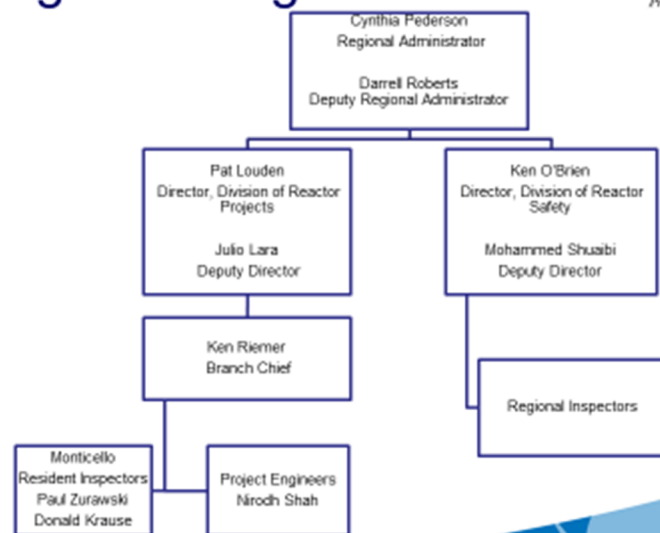 Cynthia Pederson
Regional Administrator
Darrell Roberts
Deputy Regional Administrator
Pat Louden
Director, Division of Reactor
Projects
Julio Lara
Deputy Director
Ken O'Brien
Director, Division of Reactor
Safety
Mohammed Shuaibi
Deputy Director
Ken Riemer
Branch Chief
Regional Inspectors
Monticello
Resident Inspectors
Paul Zurawski
Donald Krause
Project Engineers
Nirodh Shah